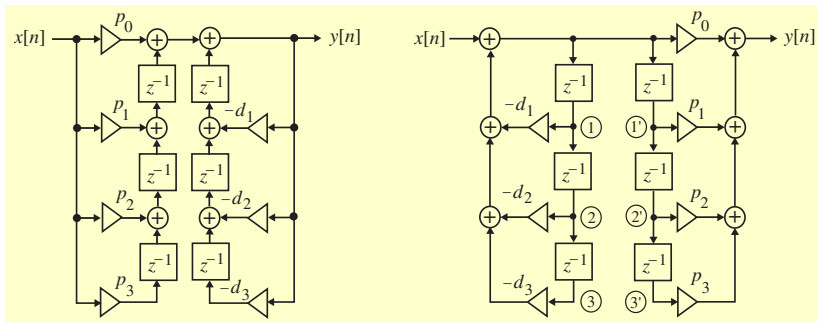 x[n] p0 y[n]
z−1 z−1
p1 −d1
z−1 z−1
p2 −d2
z−1 z−1
p3 −d3
x[n] p0 y[n]
z−1 z−1
−d1 1 1' p1
z−1 z−1
−d2 2 2' p2
z−1 z−1
−d3 3 3' p3